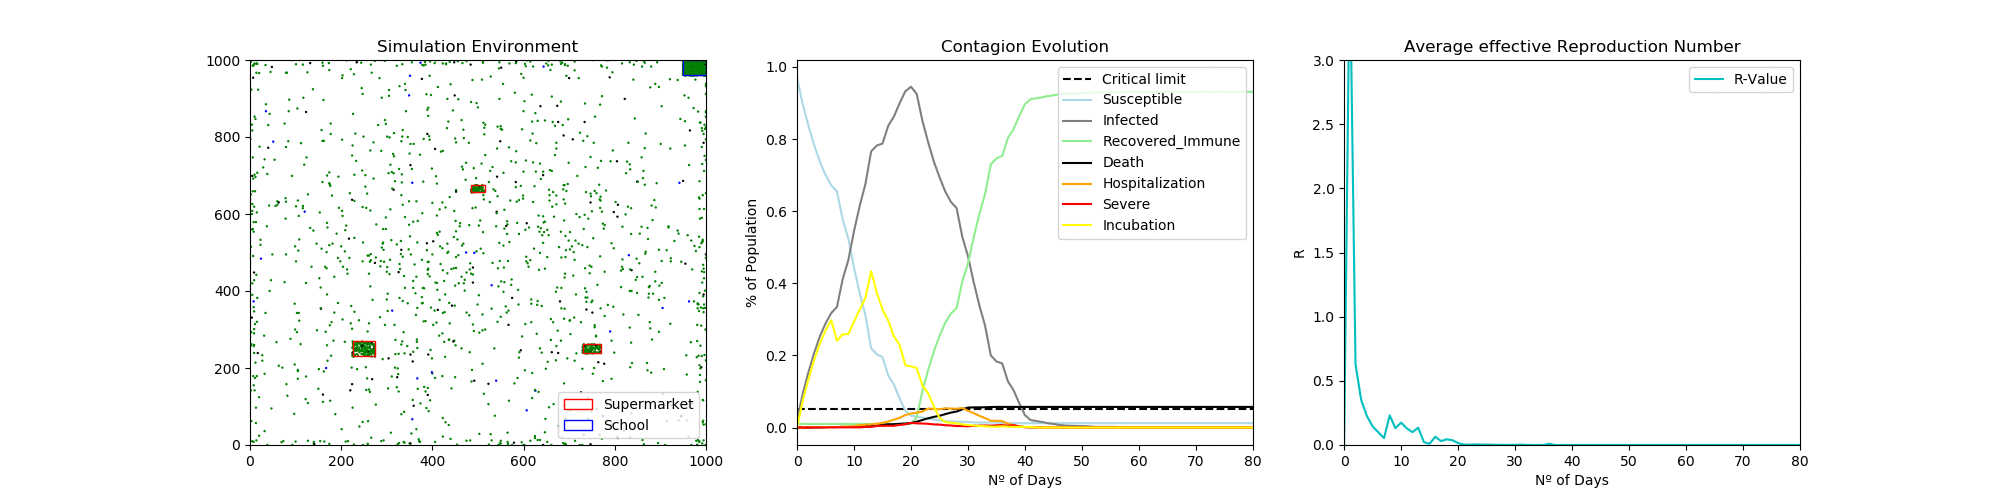 Simulation Environment
1000
800
600
400
200
0
0 200 400 600 800 1000
Supermarket
School
Contagion Evolution
% of Population
1.0
0.8
0.6
0.4
0.2
0.0
0 10 20 30 40 50 60 70 80
Nº of Days
Critical limit
Susceptible
Infected
Recovered_Immune
Death
Hospitalization
Severe
Incubation
Average effective Reproduction Number
R
3.0
2.5
2.0
1.5
1.0
0.5
0.0
0 10 20 30 40 50 60 70 80
Nº of Days
R-Value